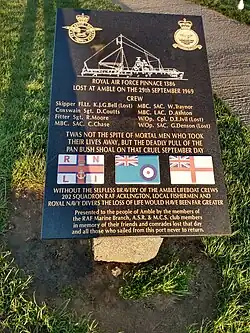 ROYAL AIR FORCE PINNACE 1386
LOST AT AMBLE ON THE 29th SEPTEMBER 1969
CREW
Skipper Flt. K.J.G.Bell (Lost) MBC. SAC. W.Traynor
Coxswain Sgt. D.Coutts MBC. LAC. D.Ashton
Fitter Sgt. R.Moore W/Op. Cpl. D.Evill (Lost)
MBC. SAC. C.Chase W/Op. SAC. G.Denson (Lost)
TWAS NOT THE SPITE OF MORTAL MEN WHO TOOK
THEIR LIVES AWAY, BUT THE DEADLY PULL OF THE
PAN BUSH SHOAL ON THAT CRUEL SEPTEMBER DAY
R N
L I
WITHOUT THE SELFLESS BRAVERY OF THE AMBLE LIFEBOAT CREWS
202 SQUADRON RAF ACKLINGTON, LOCAL FISHERMEN AND
ROYAL NAVY DIVERS THE LOSS OF LIFE WOULD HAVE BEEN FAR GREATER
Presented to the people of Amble by the members of
the RAF Marine Branch, A.S.R. & M.C.S. club members
in memory of their friends and comrades lost that day
and all those who sailed from this port never to return.